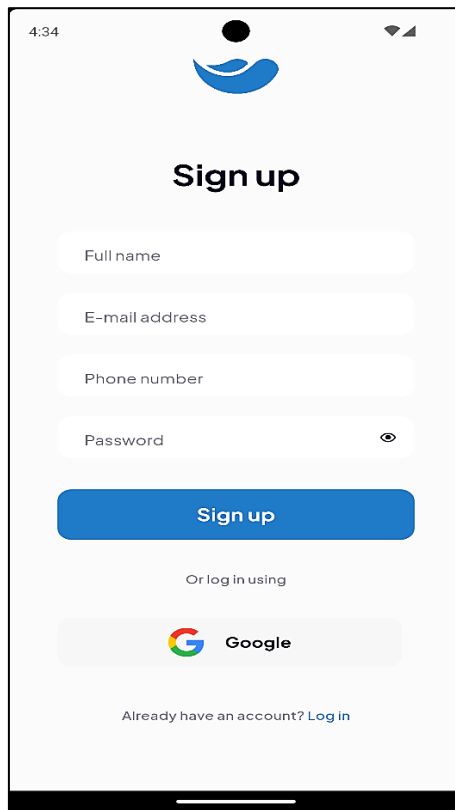 4:34
Sign up
Full name
E-mail address
Phone number
Password
Sign up
Or log in using
Google
Already have an account? Log in